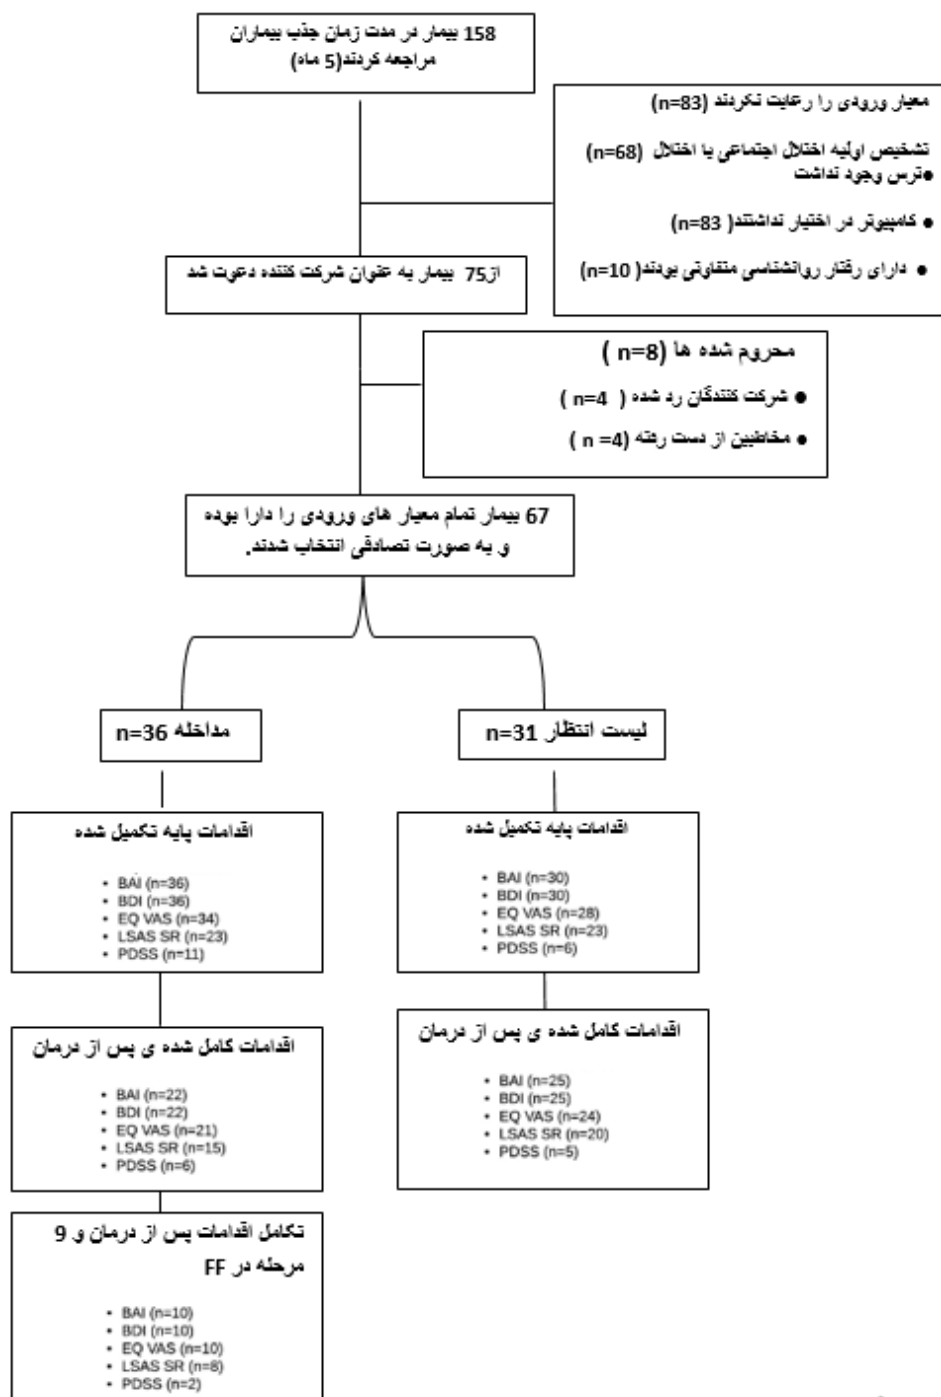 158 بیمار در مدت زمان جذب بیماران
مراجعه کردند(5 ماه)
معیار ورودی را رعایت نکردند (n=83)
تشخیص اولیه اختلال اجتماعی یا اختلال (n=68)
●ترس وجود نداشت
● کامپیوتر در اختیار نداشتند( n=83)
● دارای رفتار روانشناسی متفاوتی بودند( n=10)
از75 بیمار به عنوان شرکت کننده دعوت شد
محروم شده ها (n=8 )
● شرکت کنندگان رد شده ( n=4 )
● مخاطبین از دست رفته (n =4 )
67 بیمار تمام معیار های ورودی را دارا بوده
و به صورت تصادفی انتخاب شدند.
مداخله n=36
لیست انتظار n=31
اقدامات پایه تکمیل شده
• BAI (n=36)
• BDI (n=36)
• EQ VAS (n=34)
• LSAS SR (n=23)
• PDSS (n=11)
اقدامات پایه تکمیل شده
• BAI (n=30)
• BDI (n=30)
• EQ VAS (n=28)
• LSAS SR (n=23)
• PDSS (n=6)
اقدامات کامل شده ی پس از درمان
• BAI (n=22)
• BDI (n=22)
• EQ VAS (n=21)
• LSAS SR (n=15)
• PDSS (n=6)
اقدامات کامل شده ی پس از درمان
• BAI (n=25)
• BDI (n=25)
• EQ VAS (n=24)
• LSAS SR (n=20)
• PDSS (n=5)
تکامل اقدامات پس از درمان و 9
مرحله در FF
• BAI (n=10)
• BDI (n=10)
• EQ VAS (n=10)
• LSAS SR (n=8)
• PDSS (n=2)